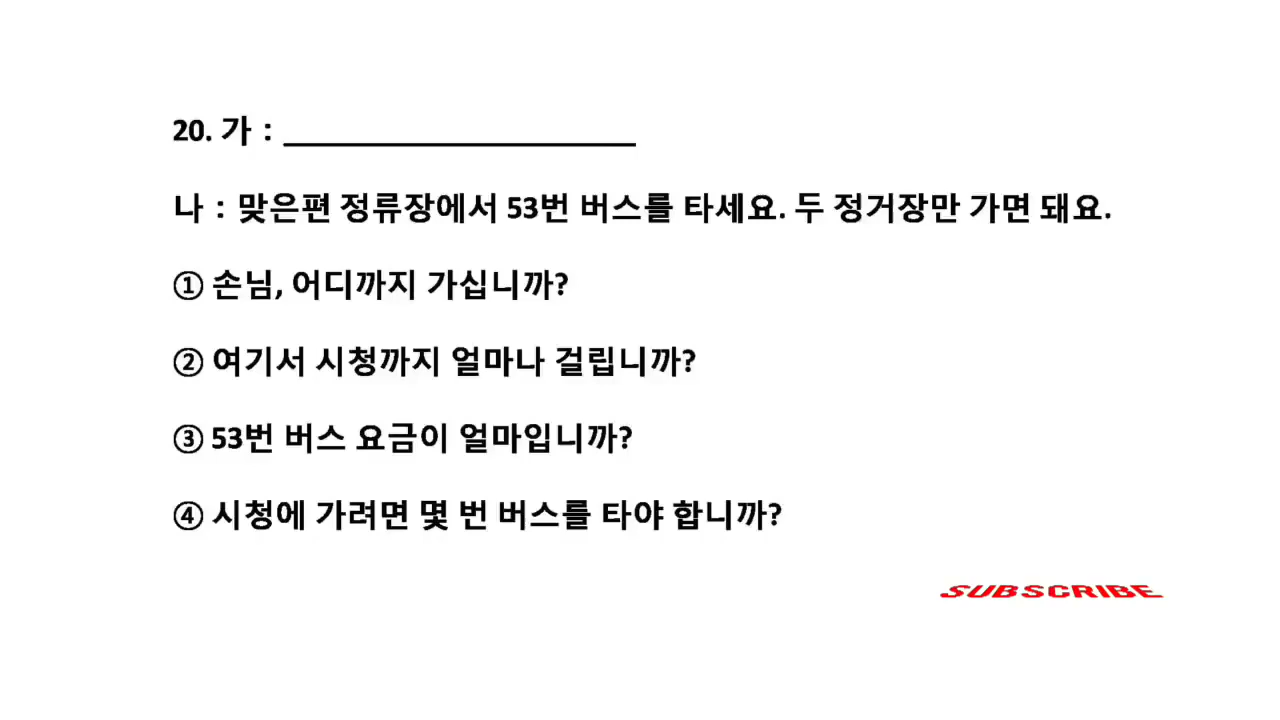 20. 가 : ______________________
나 : 맞은편 정류장에서 53번 버스를 타세요. 두 정거장만 가면 돼요.
① 손님, 어디까지 가십니까?
② 여기서 시청까지 얼마나 걸립니까?
③ 53번 버스 요금이 얼마입니까?
④ 시청에 가려면 몇 번 버스를 타야 합니까?
SUBSCRIBE